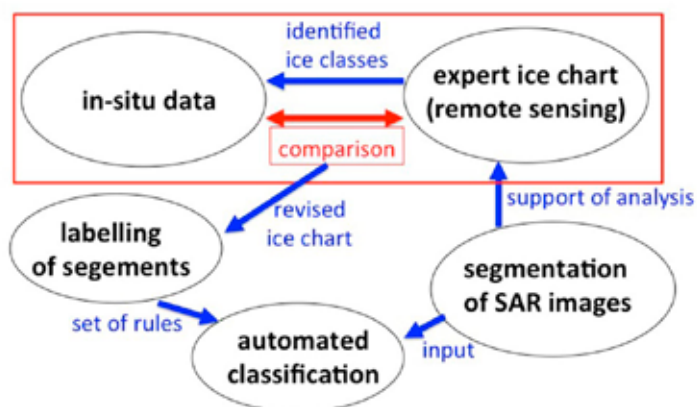 identified
ice classes
in-situ data
expert ice chart
(remote sensing)
comparison
revised
ice chart
support of analysis
labelling
of segements
segmentation
of SAR images
set of rules
input
automated
classification